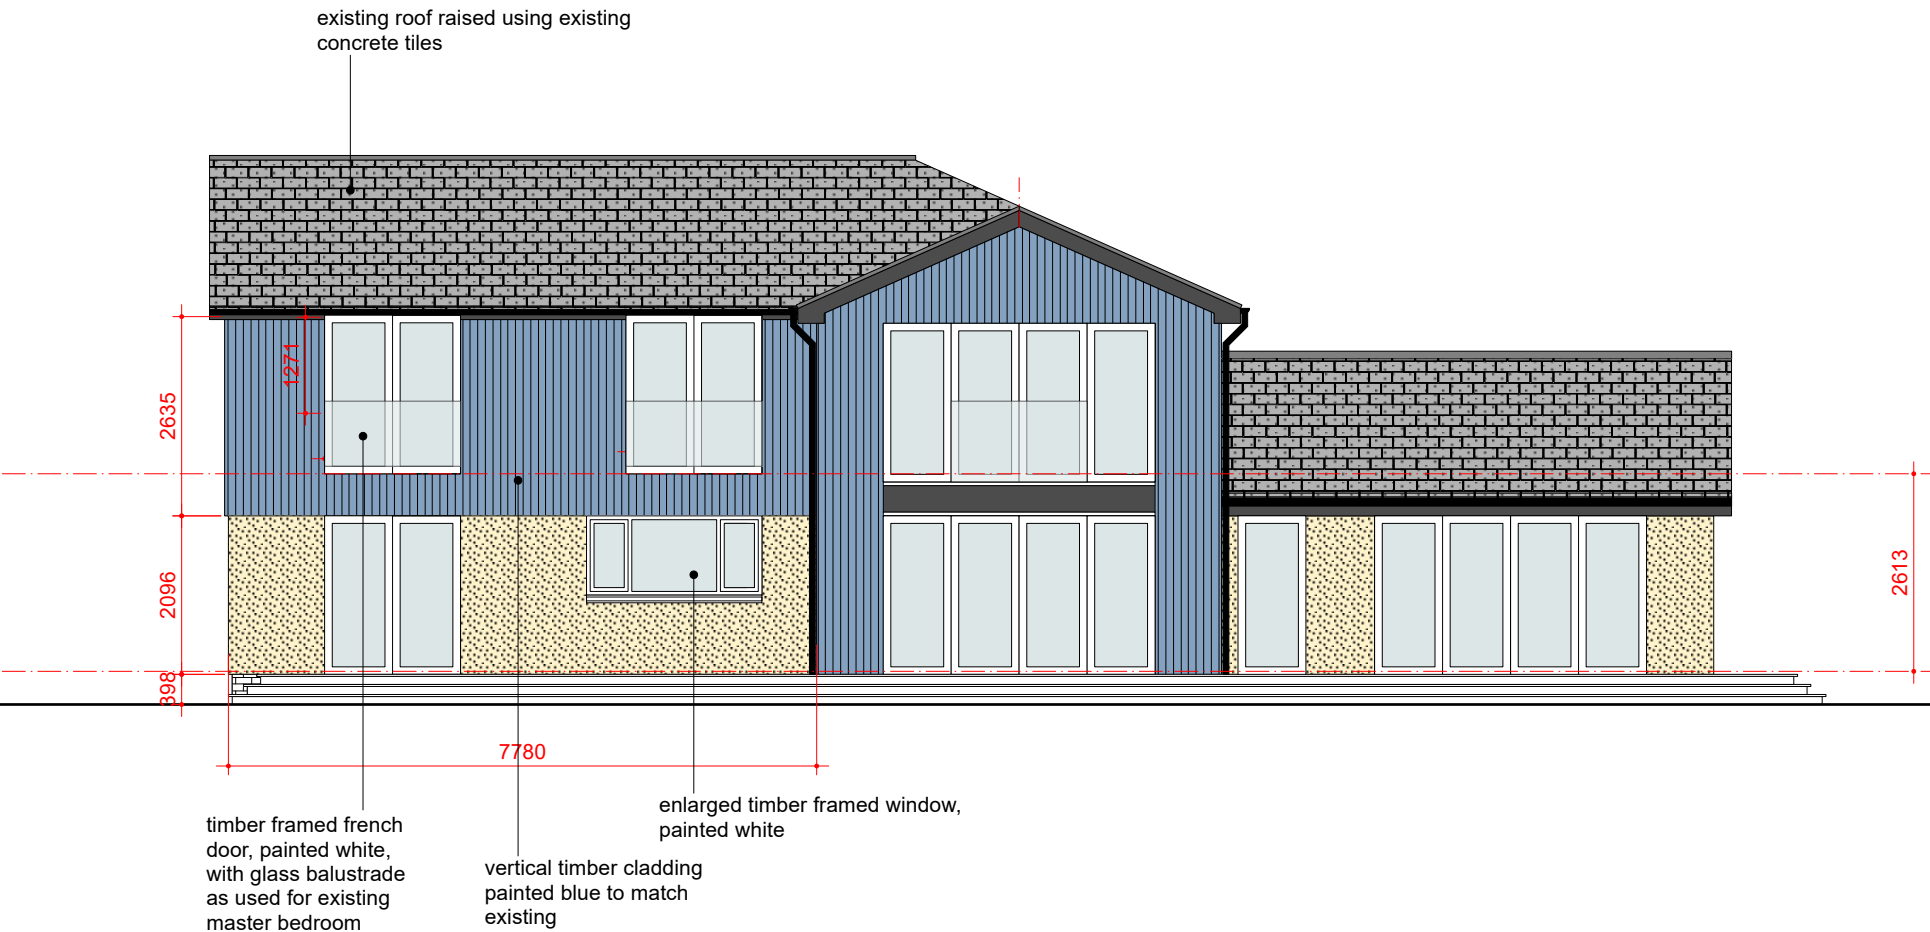 existing roof raised using existing
concrete tiles
1271
2635
2096
398
2613
7780
enlarged timber framed window,
painted white
timber framed french
door, painted white,
with glass balustrade
as used for existing
master bedroom
vertical timber cladding
painted blue to match
existing